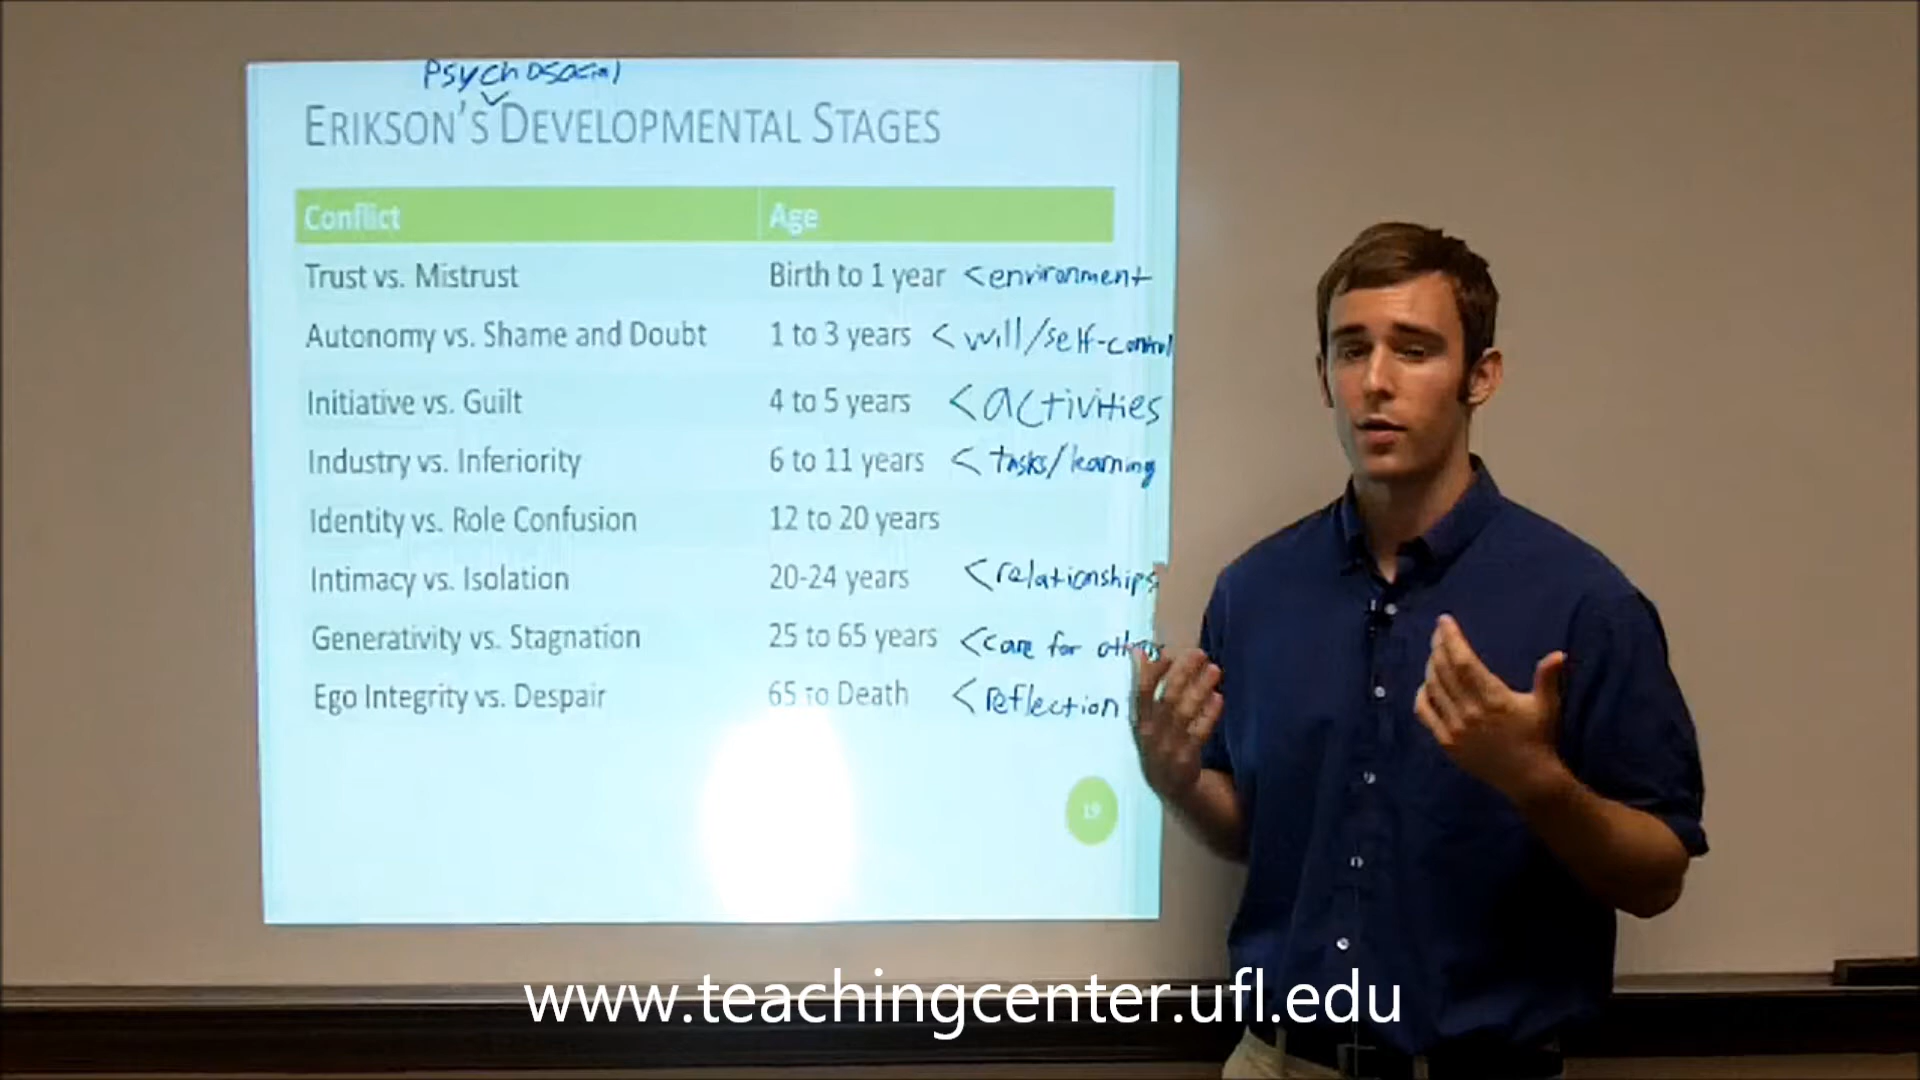 Psychosocial
ERIKSON'S DEVELOPMENTAL STAGES
Conflict Age
Trust vs. Mistrust Birth to 1 year <environment
Autonomy vs. Shame and Doubt 1 to 3 years <will/self-control
Initiative vs. Guilt 4 to 5 years <activities
Industry vs. Inferiority 6 to 11 years <tasks/learning
Identity vs. Role Confusion 12 to 20 years
Intimacy vs. Isolation 20-24 years <relationships
Generativity vs. Stagnation 25 to 65 years <care for others
Ego Integrity vs. Despair 65 to Death <reflection
19
www.teachingcenter.ufl.edu